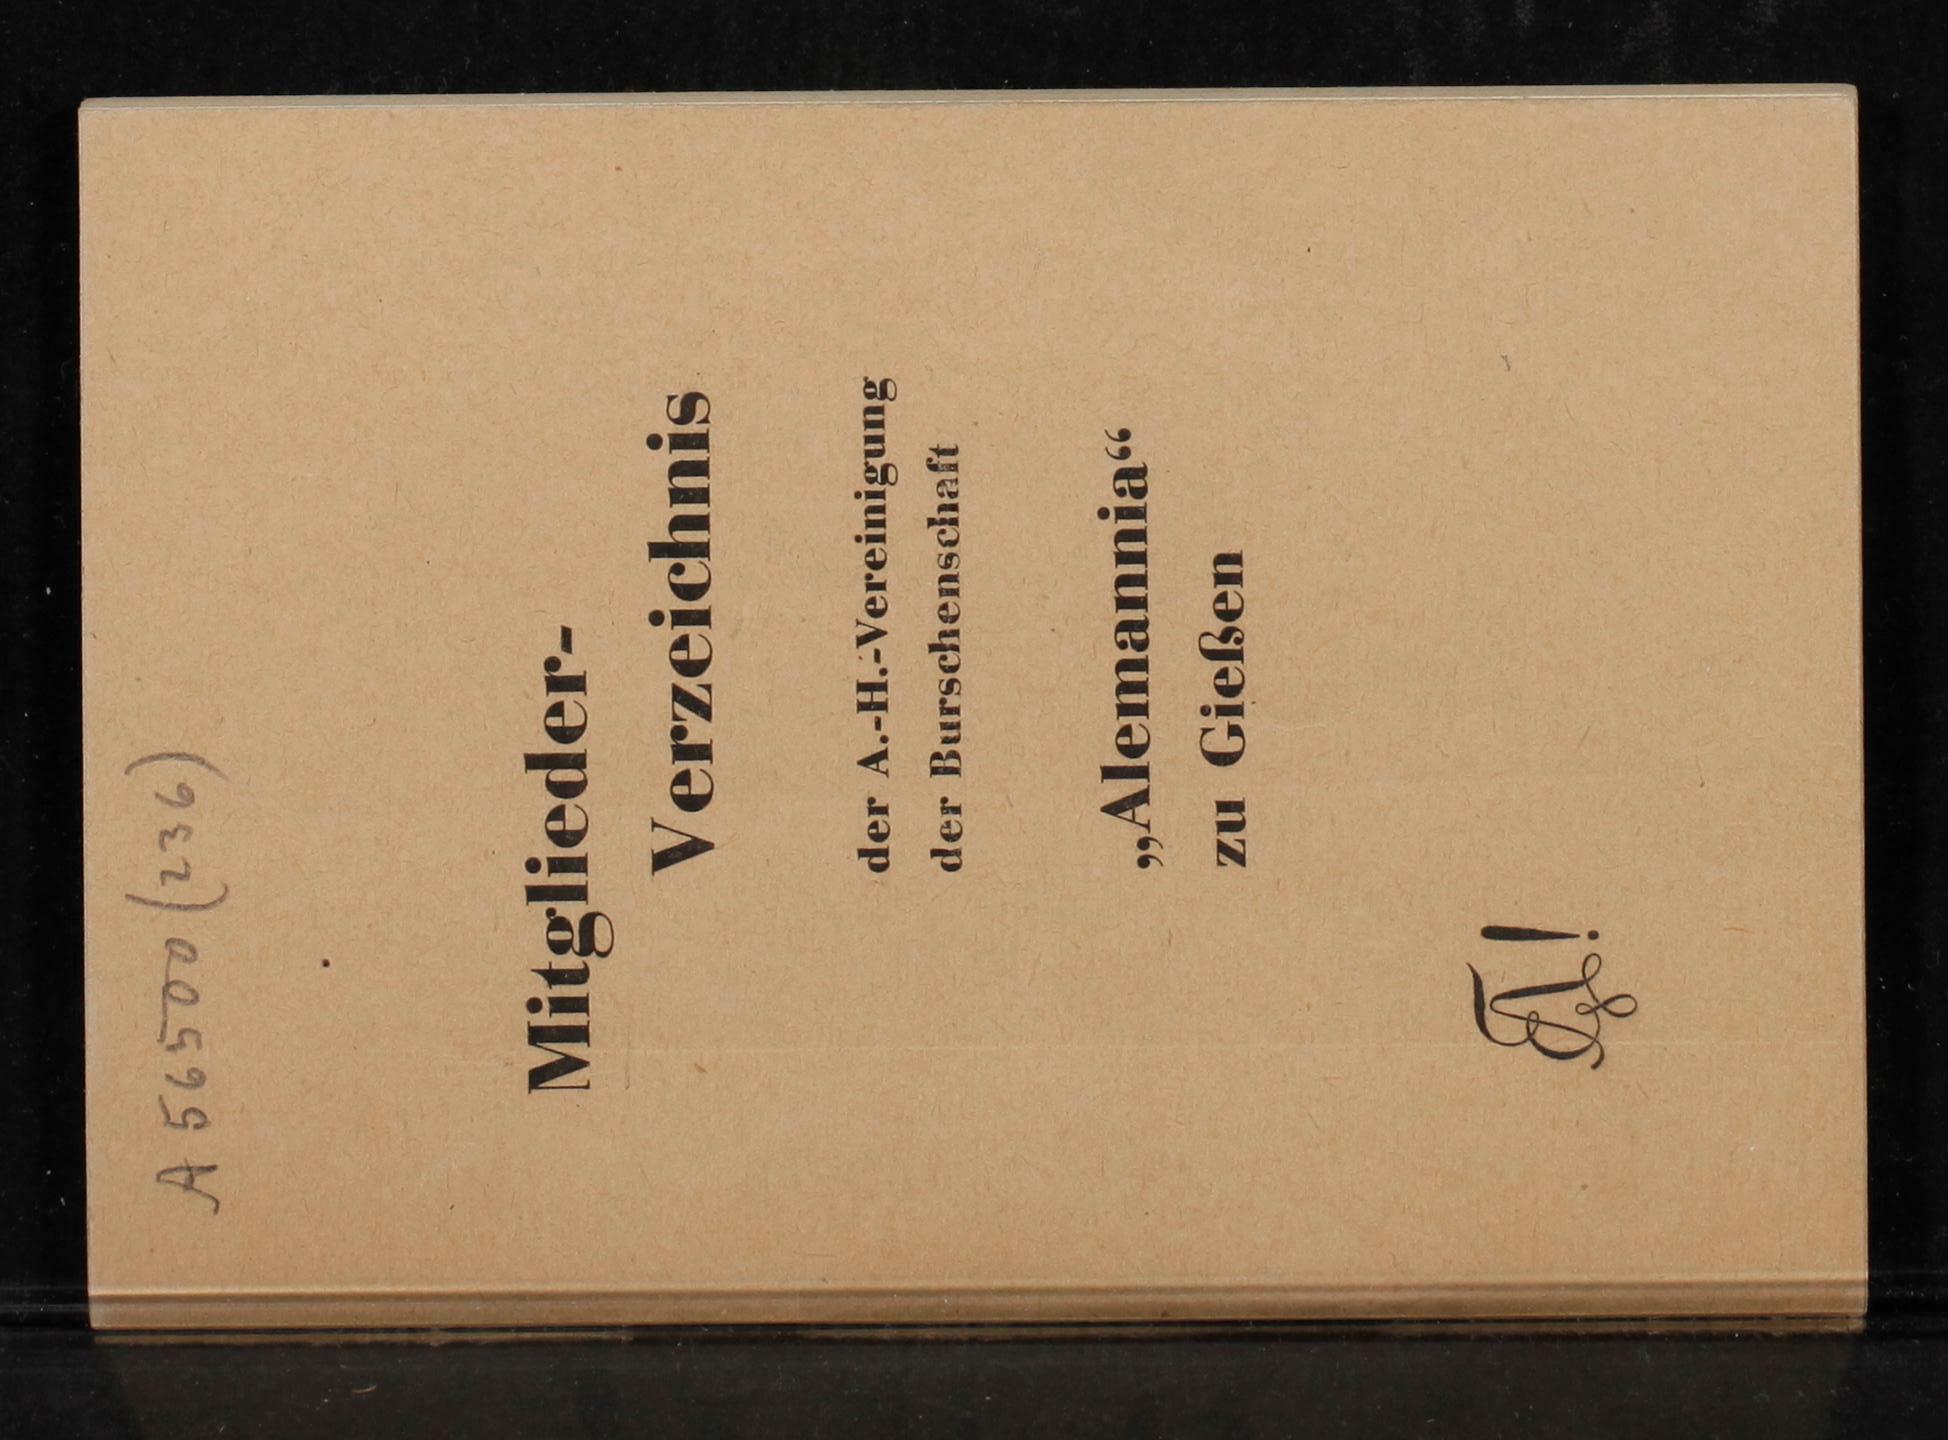 A 56500 (236)
Mitglieder-
Verzeichnis
der A.-H.-Vereinigung
der Burschenschaft
„Alemannia“
zu Gießen